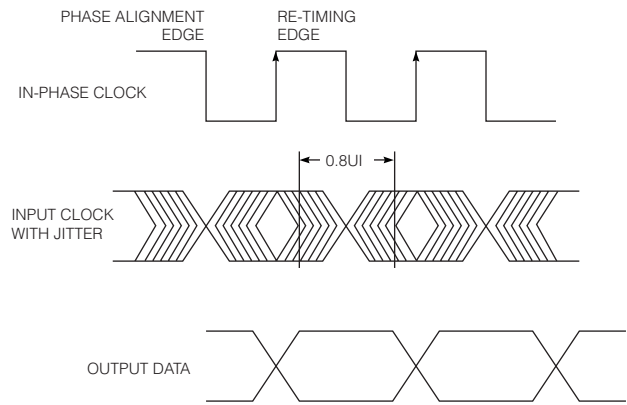 PHASE ALIGNMENT
EDGE
RE-TIMING
EDGE
IN-PHASE CLOCK
0.8UI
INPUT CLOCK
WITH JITTER
OUTPUT DATA